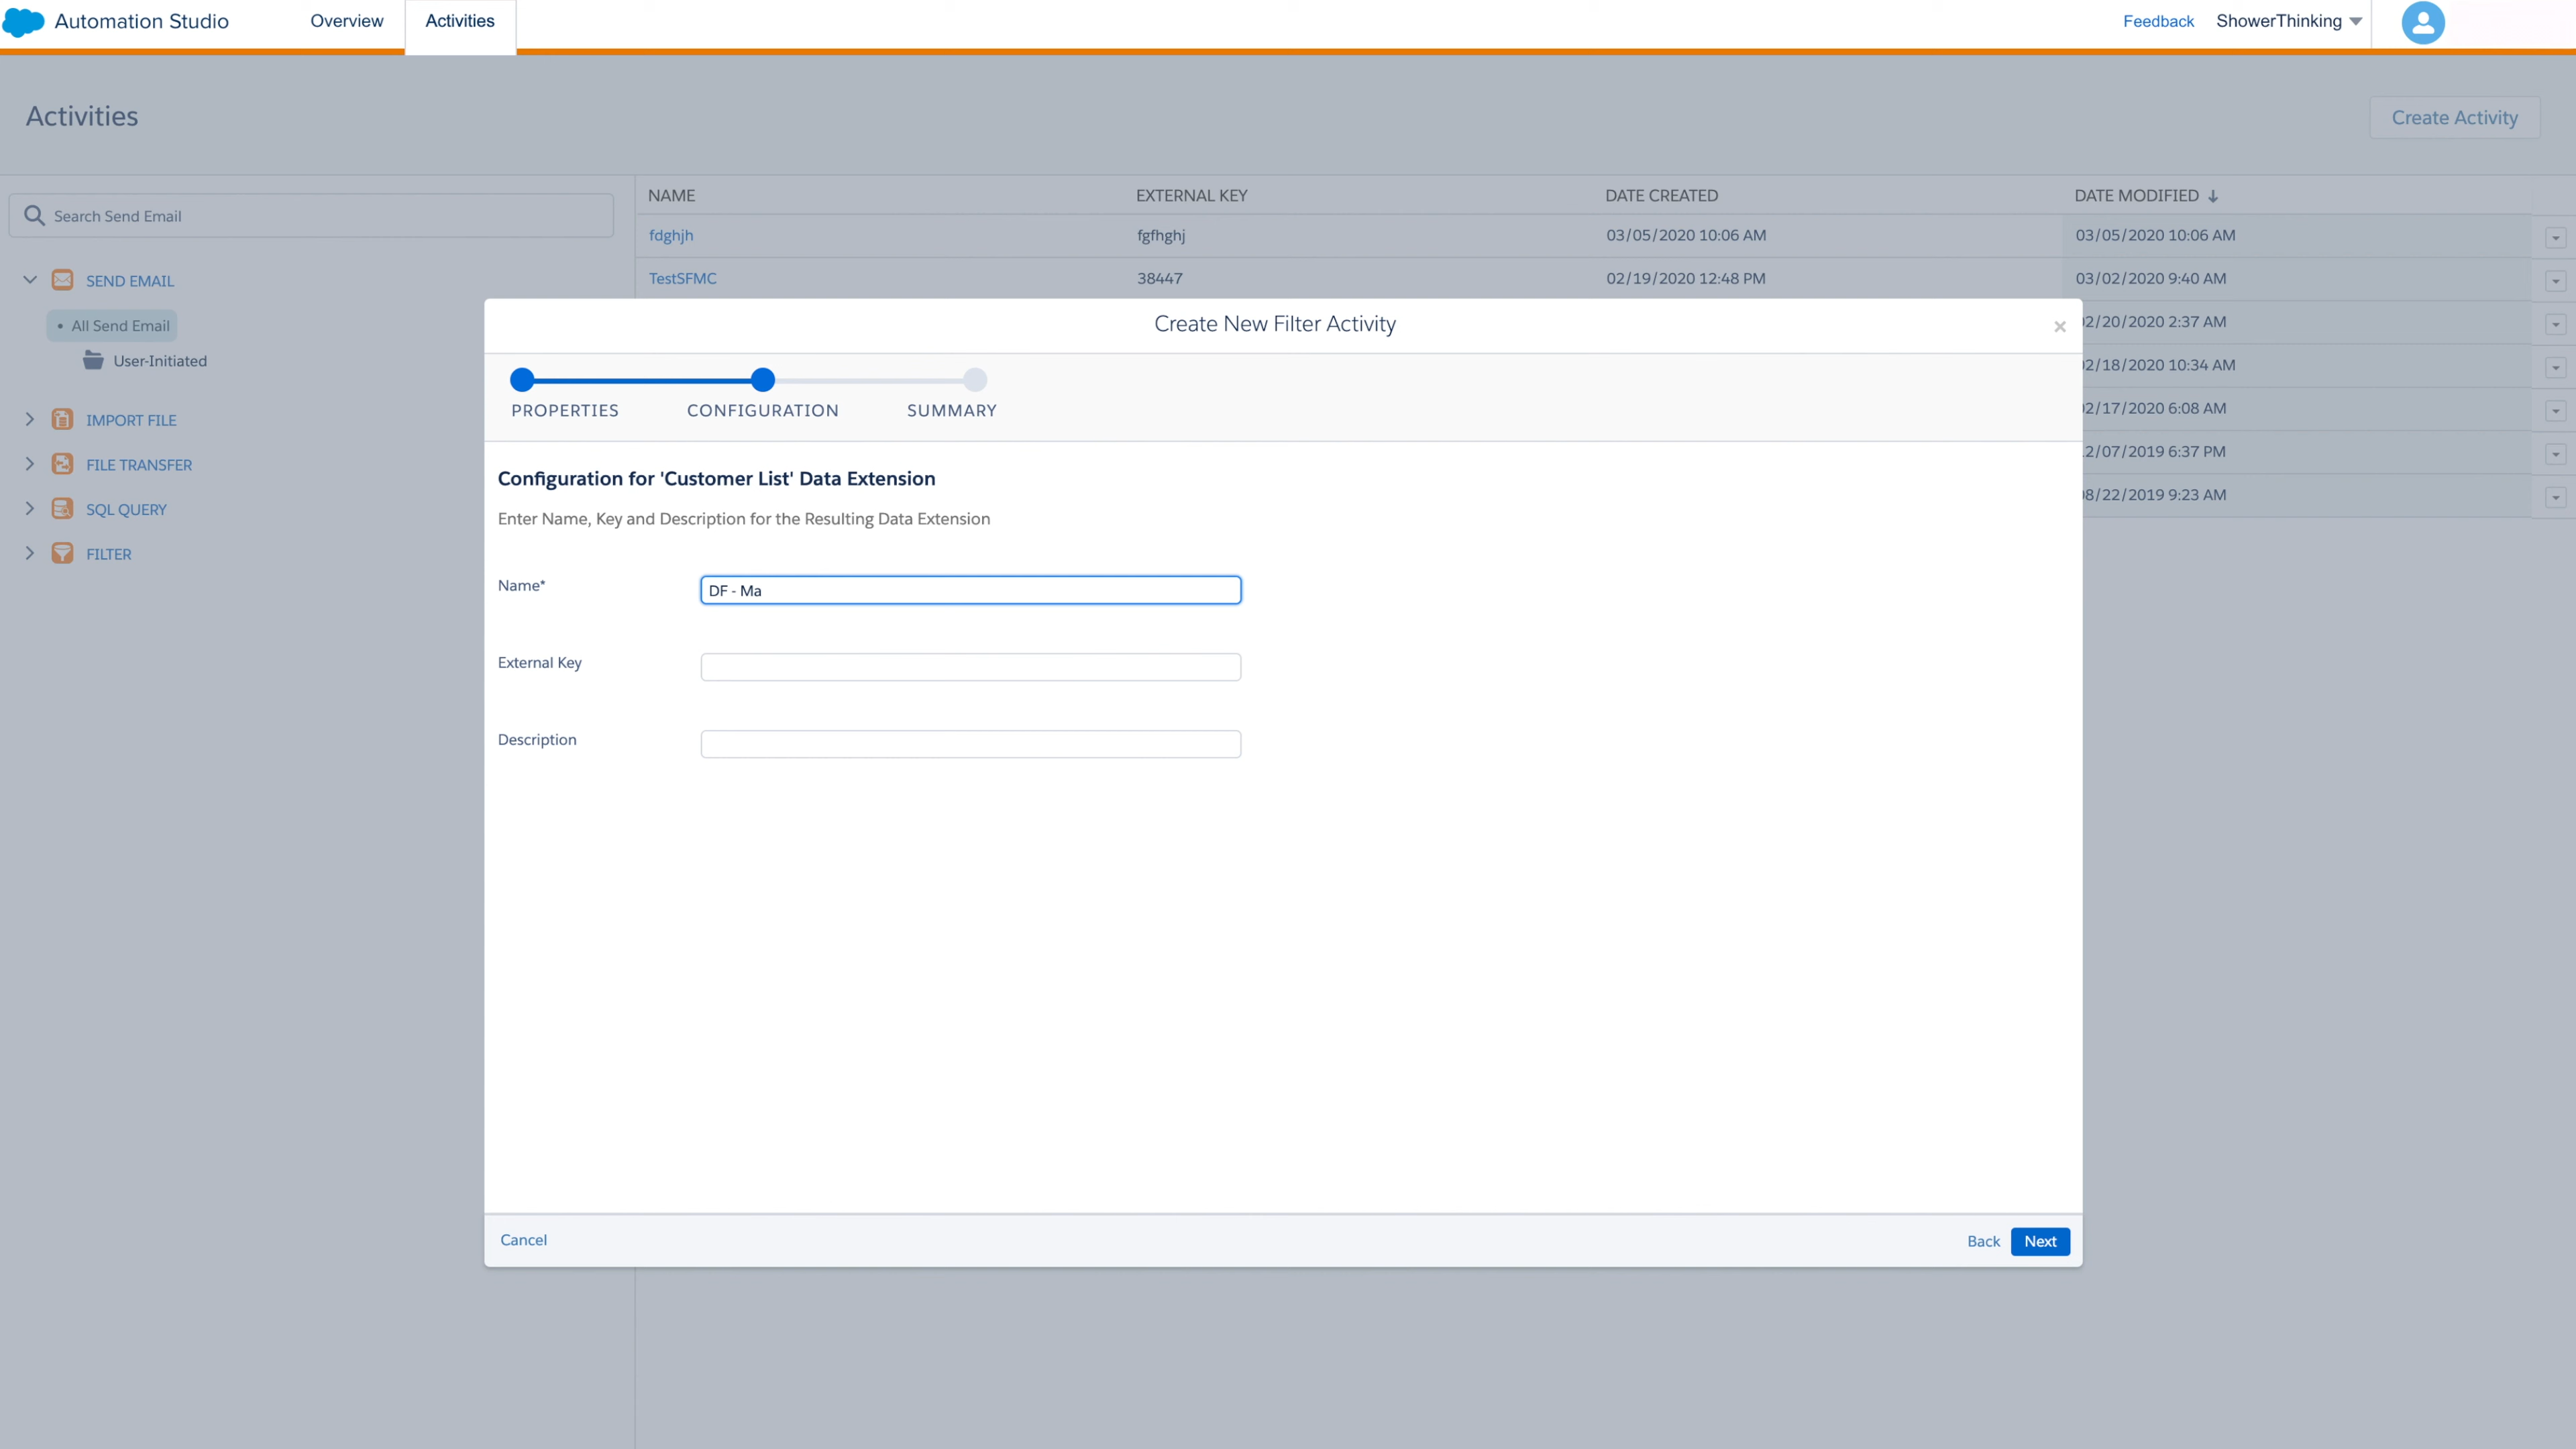 Automation Studio
Overview
Activities
Feedback
ShowerThinking
Activities
Create Activity
Search Send Email
SEND EMAIL
• All Send Email
User-Initiated
IMPORT FILE
FILE TRANSFER
SQL QUERY
FILTER
NAME EXTERNAL KEY DATE CREATED DATE MODIFIED
fdghjh fgfhghj 03/05/2020 10:06 AM 03/05/2020 10:06 AM
TestSFMC 38447 02/19/2020 12:48 PM 03/02/2020 9:40 AM
2/20/2020 2:37 AM
2/18/2020 10:34 AM
2/17/2020 6:08 AM
2/07/2019 6:37 PM
8/22/2019 9:23 AM
Create New Filter Activity
PROPERTIES CONFIGURATION SUMMARY
Configuration for 'Customer List' Data Extension
Enter Name, Key and Description for the Resulting Data Extension
Name* DF - Ma
External Key
Description
Cancel
Back
Next